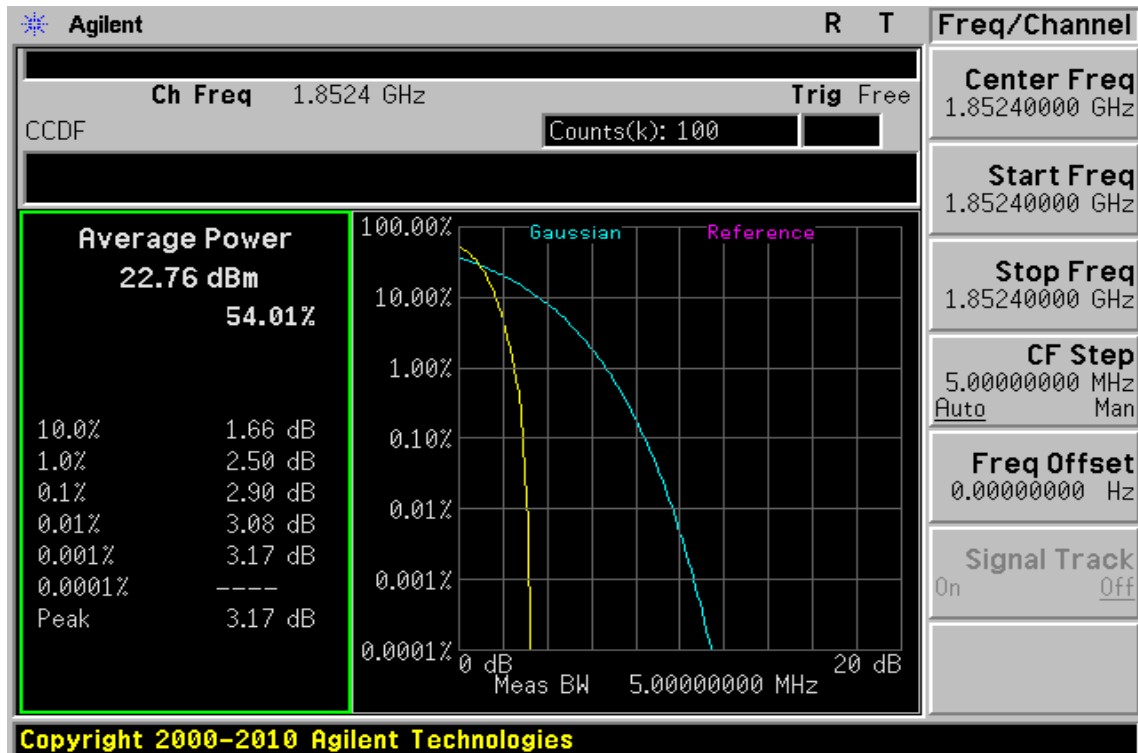 Agilent R T Freq/Channel
Ch Freq 1.8524 GHz Trig Free
CCDF Counts(k): 100
Average Power
22.76 dBm
54.01%
10.0% 1.66 dB
1.0% 2.50 dB
0.1% 2.90 dB
0.01% 3.08 dB
0.001% 3.17 dB
0.0001% ----
Peak 3.17 dB
Gaussian Reference
100.00%
10.00%
1.00%
0.10%
0.01%
0.001%
0.0001%
0 dB 20 dB
Meas BW 5.00000000 MHz
Center Freq
1.85240000 GHz
Start Freq
1.85240000 GHz
Stop Freq
1.85240000 GHz
CF Step
5.00000000 MHz
Auto Man
Freq Offset
0.00000000 Hz
Signal Track
On Off
Copyright 2000-2010 Agilent Technologies